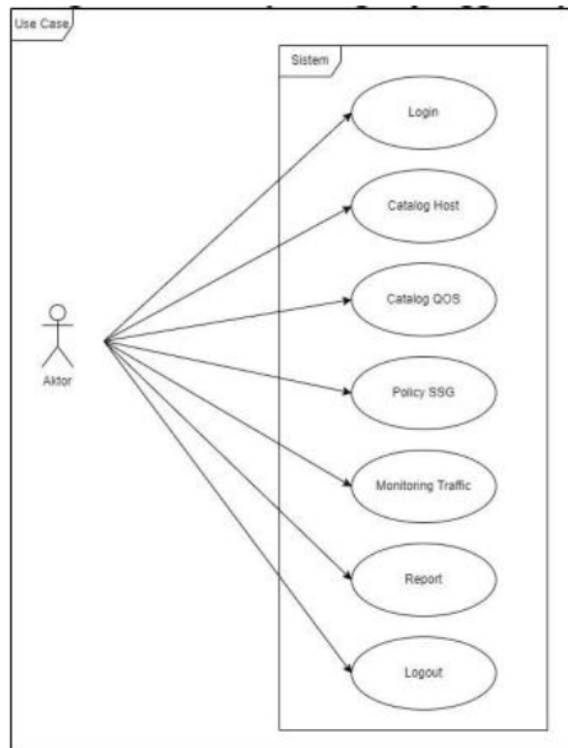 Use Case
Sistem
Login
Catalog Host
Catalog QOS
Policy SSG
Aktor
Monitoring Traffic
Report
Logout